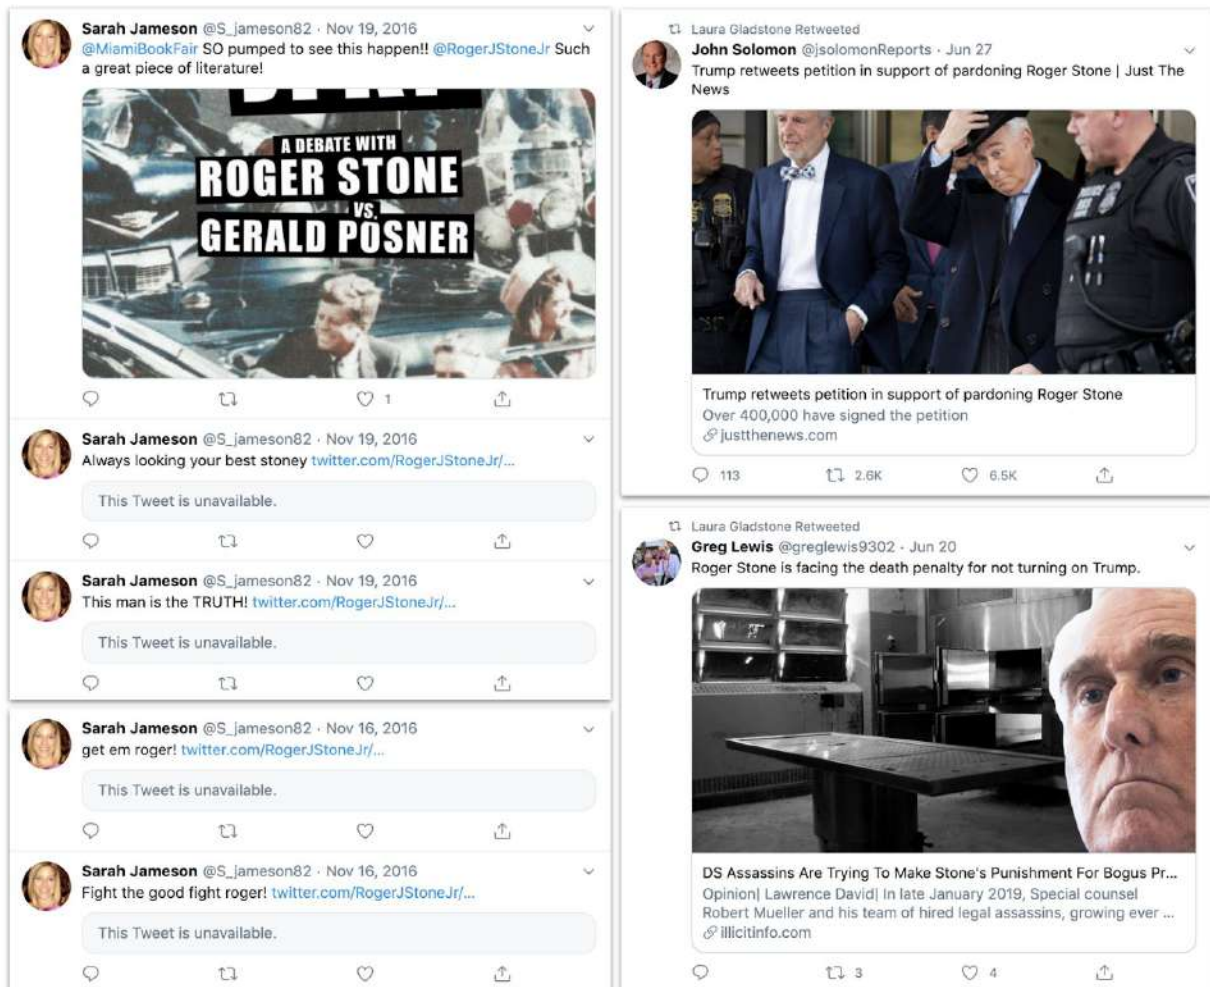 Sarah Jameson @S_jameson82 · Nov 19, 2016
@MiamiBookFair SO pumped to see this happen!! @RogerJStoneJr Such
a great piece of literature!
A DEBATE WITH
ROGER STONE
VS.
GERALD POSNER
1
Sarah Jameson @S_jameson82 · Nov 19, 2016
Always looking your best stoney twitter.com/RogerJStoneJr/...
This Tweet is unavailable.
Sarah Jameson @S_jameson82 · Nov 19, 2016
This man is the TRUTH! twitter.com/RogerJStoneJr/...
This Tweet is unavailable.
Sarah Jameson @S_jameson82 · Nov 16, 2016
get em roger! twitter.com/RogerJStoneJr/...
This Tweet is unavailable.
Sarah Jameson @S_jameson82 · Nov 16, 2016
Fight the good fight roger! twitter.com/RogerJStoneJr/...
This Tweet is unavailable.
Laura Gladstone Retweeted
John Solomon @jsolomonReports · Jun 27
Trump retweets petition in support of pardoning Roger Stone | Just The
News
Trump retweets petition in support of pardoning Roger Stone
Over 400,000 have signed the petition
justthenews.com
113 2.6K 6.5K
Laura Gladstone Retweeted
Greg Lewis @greglewis9302 · Jun 20
Roger Stone is facing the death penalty for not turning on Trump.
DS Assassins Are Trying To Make Stone's Punishment For Bogus Pr...
Opinion| Lawrence David| In late January 2019, Special counsel
Robert Mueller and his team of hired legal assassins, growing ever ...
illicitinfo.com
3 4